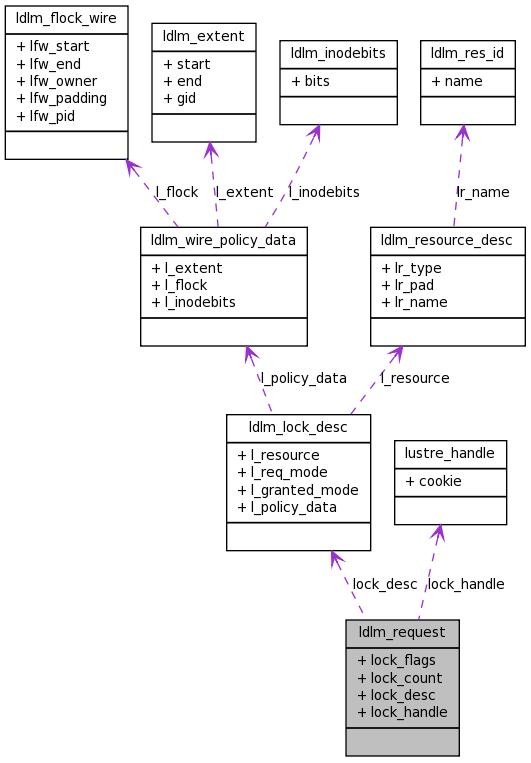 ldlm_flock_wire
+ lfw_start
+ lfw_end
+ lfw_owner
+ lfw_padding
+ lfw_pid
ldlm_extent
+ start
+ end
+ gid
ldlm_inodebits
+ bits
ldlm_res_id
+ name
l_flock
l_extent
l_inodebits
lr_name
ldlm_wire_policy_data
+ l_extent
+ l_flock
+ l_inodebits
ldlm_resource_desc
+ lr_type
+ lr_pad
+ lr_name
l_policy_data
l_resource
ldlm_lock_desc
+ l_resource
+ l_req_mode
+ l_granted_mode
+ l_policy_data
lustre_handle
+ cookie
lock_desc
lock_handle
ldlm_request
+ lock_flags
+ lock_count
+ lock_desc
+ lock_handle